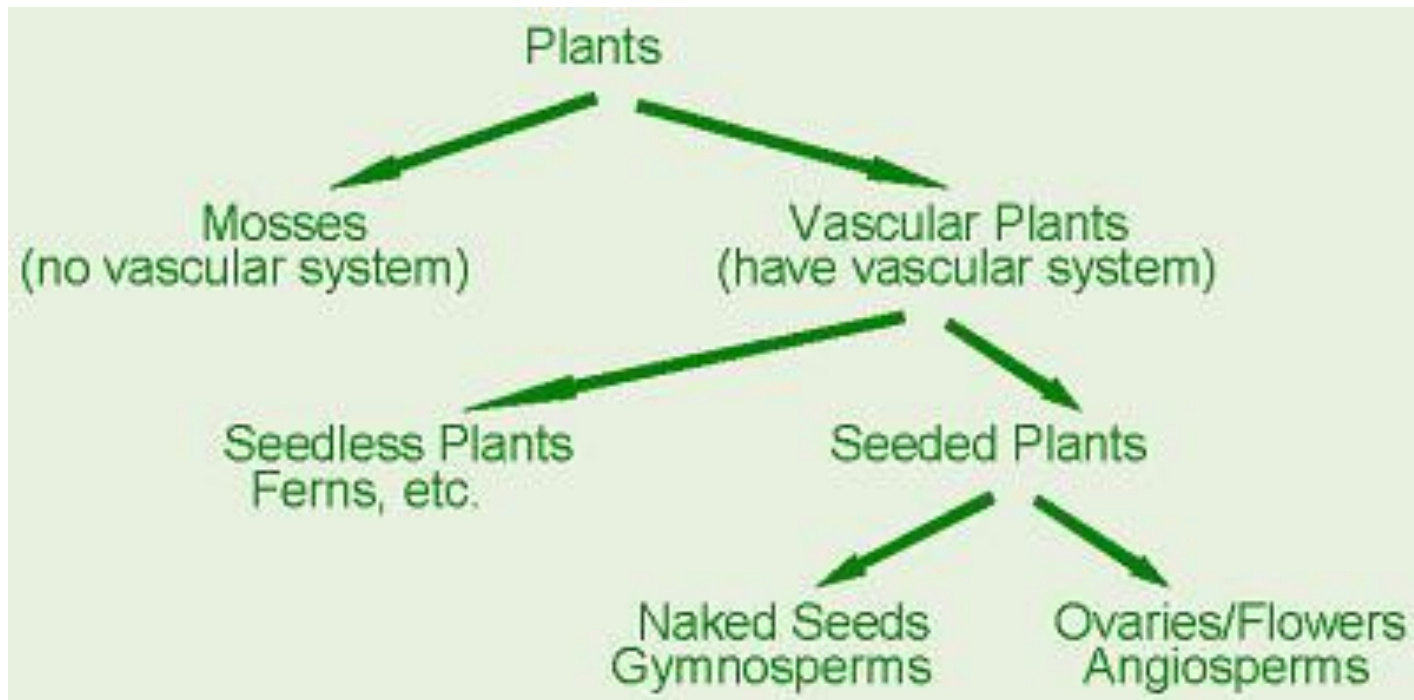 Plants
Mosses
(no vascular system)
Vascular Plants
(have vascular system)
Seedless Plants
Ferns, etc.
Seeded Plants
Naked Seeds
Gymnosperms
Ovaries/Flowers
Angiosperms